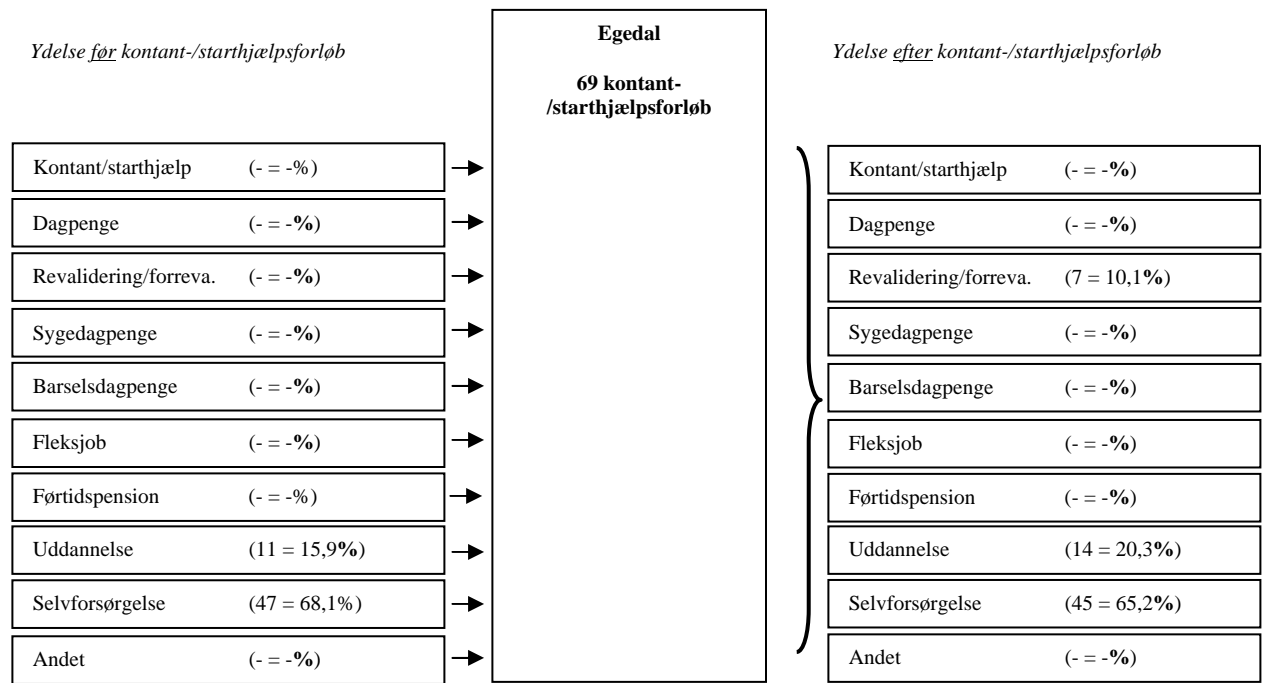 Ydelse før kontant-/starthjælpsforløb
Kontant/starthjælp (- = -%)
Dagpenge (- = -%)
Revalidering/forreva. (- = -%)
Sygedagpenge (- = -%)
Barselsdagpenge (- = -%)
Fleksjob (- = -%)
Førtidspension (- = -%)
Uddannelse (11 = 15,9%)
Selvforsørgelse (47 = 68,1%)
Andet (- = -%)
Egedal
69 kontant-
/starthjælpsforløb
Ydelse efter kontant-/starthjælpsforløb
Kontant/starthjælp (- = -%)
Dagpenge (- = -%)
Revalidering/forreva. (7 = 10,1%)
Sygedagpenge (- = -%)
Barselsdagpenge (- = -%)
Fleksjob (- = -%)
Førtidspension (- = -%)
Uddannelse (14 = 20,3%)
Selvforsørgelse (45 = 65,2%)
Andet (- = -%)